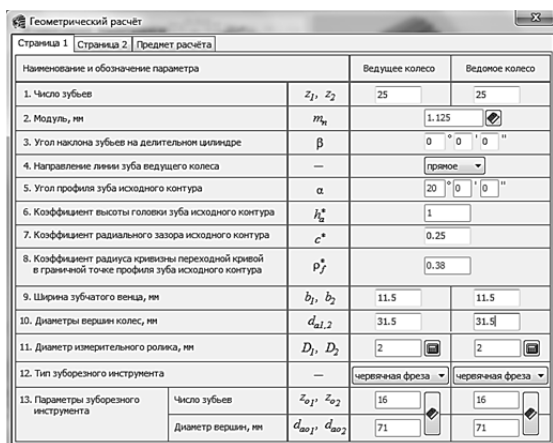 Геометрический расчёт
Страница 1 Страница 2 Предмет расчёта
Наименование и обозначение параметра Ведущее колесо Ведомое колесо
1. Число зубьев z1, z2 25 25
2. Модуль, мм mn 1.125
3. Угол наклона зубьев на делительном цилиндре β 0 ° 0 ' 0 "
4. Направление линии зуба ведущего колеса — прямое
5. Угол профиля зуба исходного контура α 20 ° 0 ' 0 "
6. Коэффициент высоты головки зуба исходного контура ha* 1
7. Коэффициент радиального зазора исходного контура c* 0.25
8. Коэффициент радиуса кривизны переходной кривой
в граничной точке профиля зуба исходного контура ρf* 0.38
9. Ширина зубчатого венца, мм b1, b2 11.5 11.5
10. Диаметры вершин колес, мм da1,2 31.5 31.5
11. Диаметр измерительного ролика, мм D1, D2 2 2
12. Тип зуборезного инструмента — червячная фреза червячная фреза
13. Параметры зуборезного
инструмента
Число зубьев zo1, zo2 16 16
Диаметр вершин, мм dao1, dao2 71 71